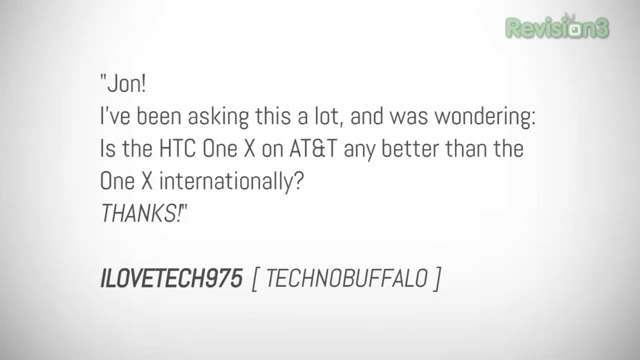 Revision3
"Jon!
I've been asking this a lot, and was wondering:
Is the HTC One X on AT&T any better than the
One X internationally?
THANKS!"
ILOVETECH975 [ TECHNOBUFFALO ]